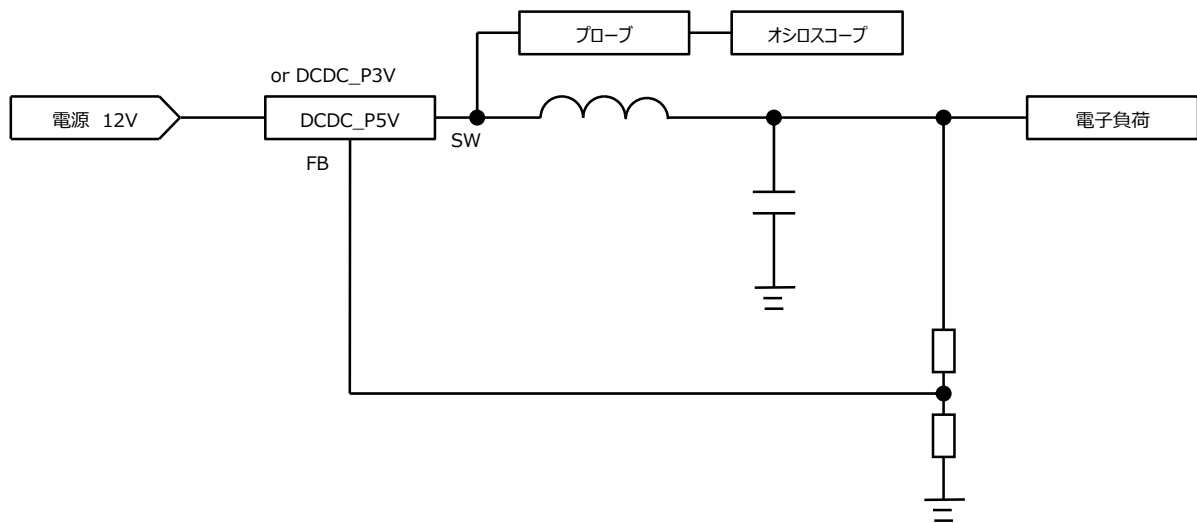 プローブ
オシロスコープ
or DCDC_P3V
電源 12V
DCDC_P5V
SW
電子負荷
FB